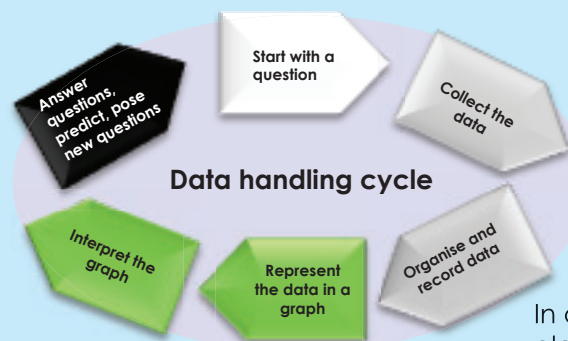 Data handling cycle
Start with a
question
Collect the
data
Organise and
record data
Represent
the data in a
graph
Interpret the
graph
Answer
questions,
predict, pose
new questions
In